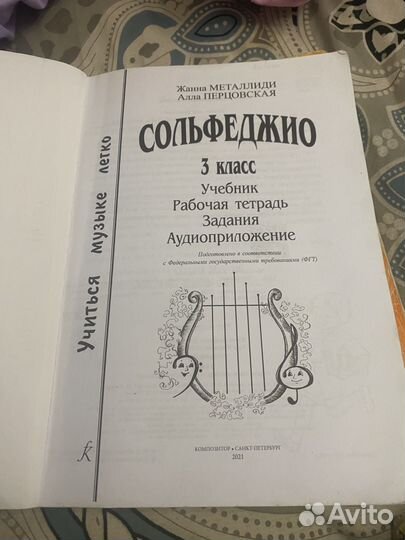 Жанна МЕТАЛЛИДИ
Алла ПЕРЦОВСКАЯ
СОЛЬФЕДЖИО
3 класс
Учебник
Рабочая тетрадь
Задания
Аудиоприложение
Подготовлено в соответствии
с Федеральными государственными требованиями (ФГТ)
Учиться музыке легко
КОМПОЗИТОР • САНКТ-ПЕТЕРБУРГ
2021
Avito